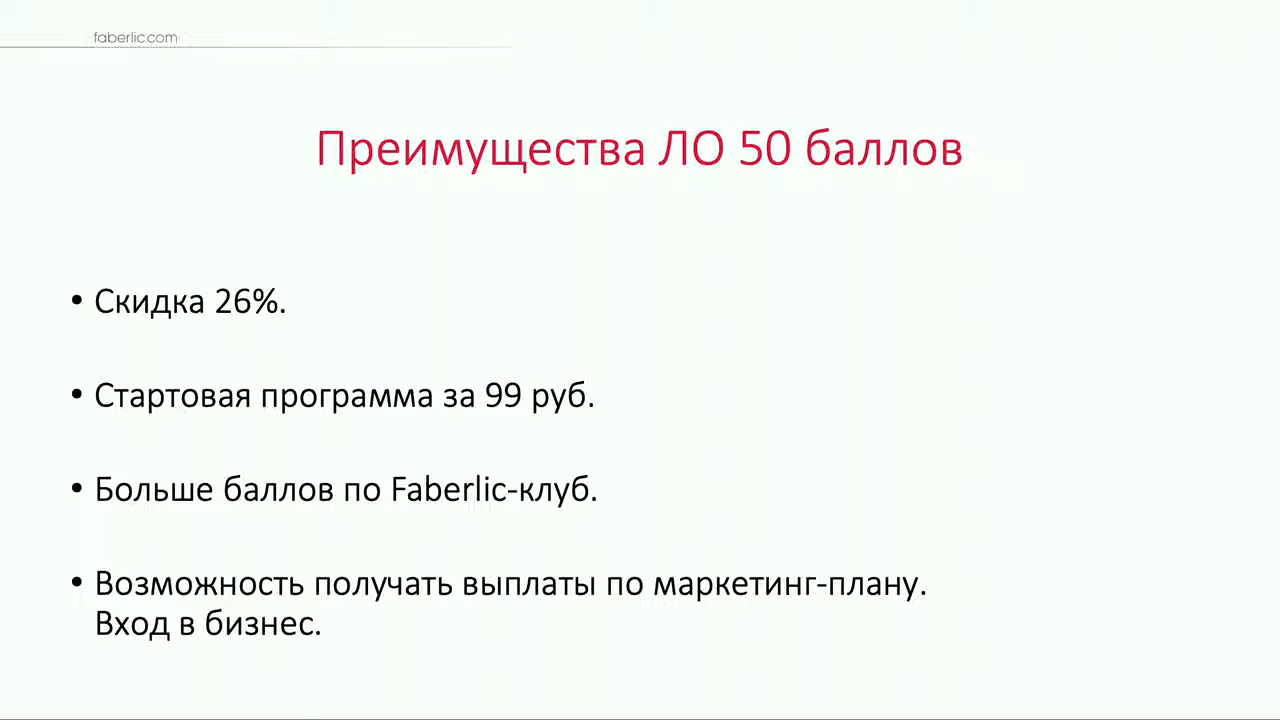 faberlic.com
Преимущества ЛО 50 баллов
• Скидка 26%.
• Стартовая программа за 99 руб.
• Больше баллов по Faberlic-клуб.
• Возможность получать выплаты по маркетинг-плану.
Вход в бизнес.